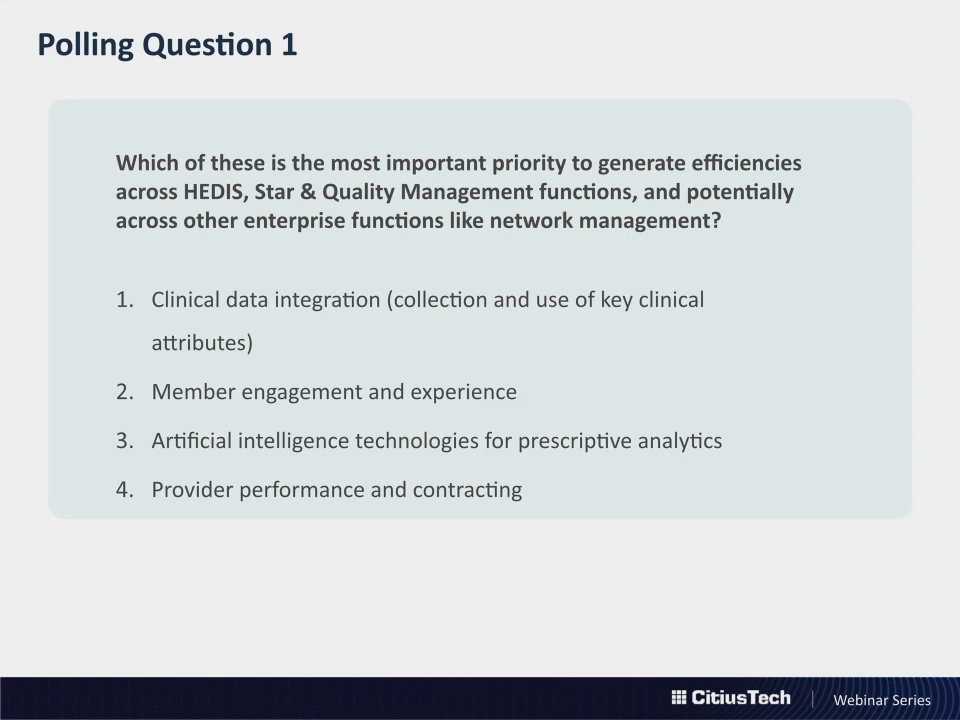 Polling Question 1
Which of these is the most important priority to generate efficiencies
across HEDIS, Star & Quality Management functions, and potentially
across other enterprise functions like network management?
1. Clinical data integration (collection and use of key clinical
attributes)
2. Member engagement and experience
3. Artificial intelligence technologies for prescriptive analytics
4. Provider performance and contracting
CitiusTech | Webinar Series